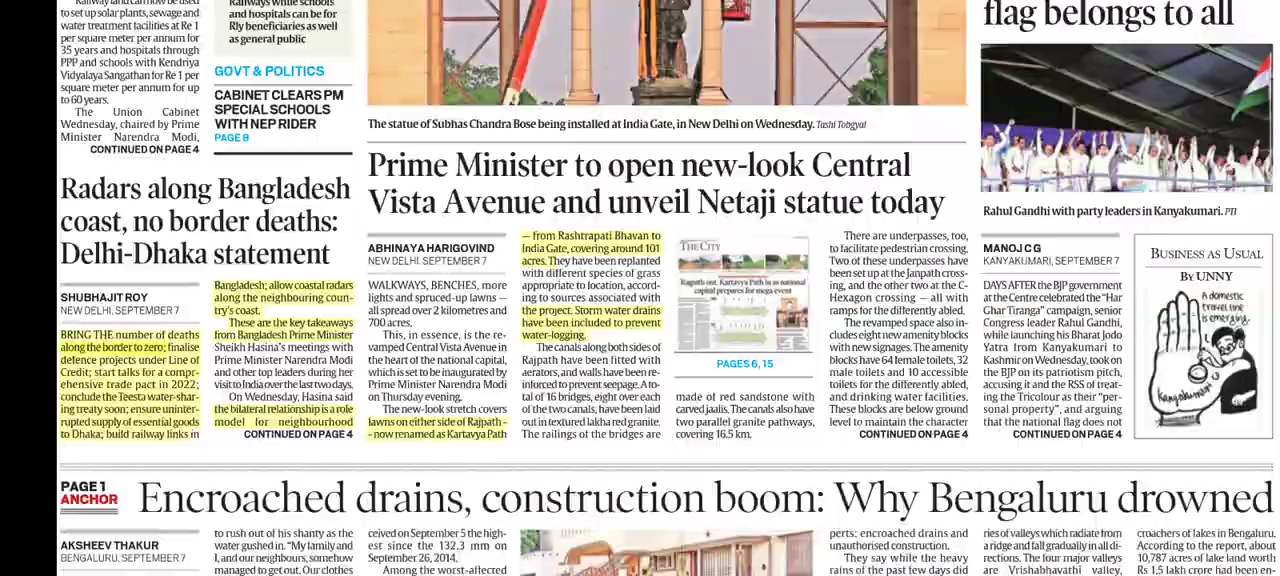 Railway land can now be used
to set up solar plants, sewage and
water treatment facilities at Re 1
per square meter per annum for
35 years and hospitals through
PPP and schools with Kendriya
Vidyalaya Sangathan for Re 1 per
square meter per annum for up
to 60 years.
The Union Cabinet
Wednesday, chaired by Prime
Minister Narendra Modi,
CONTINUED ON PAGE 4
Railways while schools
and hospitals can be for
Rly beneficiaries as well
as general public
GOVT & POLITICS
CABINET CLEARS PM
SPECIAL SCHOOLS
WITH NEP RIDER
PAGE 8
The statue of Subhas Chandra Bose being installed at India Gate, in New Delhi on Wednesday. Tashi Tobgyal
flag belongs to all
Rahul Gandhi with party leaders in Kanyakumari. PTI
Radars along Bangladesh
coast, no border deaths:
Delhi-Dhaka statement
SHUBHAJIT ROY
NEW DELHI, SEPTEMBER 7
BRING THE number of deaths
along the border to zero; finalise
defence projects under Line of
Credit; start talks for a compr-
ehensive trade pact in 2022;
conclude the Teesta water-shar-
ing treaty soon; ensure uninter-
rupted supply of essential goods
to Dhaka; build railway links in
Bangladesh; allow coastal radars
along the neighbouring coun-
try's coast.
These are the key takeaways
from Bangladesh Prime Minister
Sheikh Hasina's meetings with
Prime Minister Narendra Modi
and other top leaders during her
visit to India over the last two days.
On Wednesday, Hasina said
the bilateral relationship is a role
model for neighbourhood
CONTINUED ON PAGE 4
Prime Minister to open new-look Central
Vista Avenue and unveil Netaji statue today
ABHINAYA HARIGOVIND
NEW DELHI, SEPTEMBER 7
WALKWAYS, BENCHES, more
lights and spruced-up lawns —
all spread over 2 kilometres and
700 acres.
This, in essence, is the re-
vamped Central Vista Avenue in
the heart of the national capital,
which is set to be inaugurated by
Prime Minister Narendra Modi
on Thursday evening.
The new-look stretch covers
lawns on either side of Rajpath –
– now renamed as Kartavya Path
— from Rashtrapati Bhavan to
India Gate, covering around 101
acres. They have been replanted
with different species of grass
appropriate to location, accord-
ing to sources associated with
the project. Storm water drains
have been included to prevent
water-logging.
The canals along both sides of
Rajpath have been fitted with
aerators, and walls have been re-
inforced to prevent seepage. A to-
tal of 16 bridges, eight over each
of the two canals, have been laid
out in textured lakha red granite.
The railings of the bridges are
THE CITY
Rajpath out, Kartavya Path in as national
capital prepares for mega event
PAGES 6, 15
made of red sandstone with
carved jaalis. The canals also have
two parallel granite pathways,
covering 16.5 km.
There are underpasses, too,
to facilitate pedestrian crossing.
Two of these underpasses have
been set up at the Janpath cross-
ing, and the other two at the C-
Hexagon crossing — all with
ramps for the differently abled.
The revamped space also in-
cludes eight new amenity blocks
with new signages. The amenity
blocks have 64 female toilets, 32
male toilets and 10 accessible
toilets for the differently abled,
and drinking water facilities.
These blocks are below ground
level to maintain the character
CONTINUED ON PAGE 4
MANOJ C G
KANYAKUMARI, SEPTEMBER 7
DAYS AFTER the BJP government
at the Centre celebrated the "Har
Ghar Tiranga" campaign, senior
Congress leader Rahul Gandhi,
while launching his Bharat Jodo
Yatra from Kanyakumari to
Kashmir on Wednesday, took on
the BJP on its patriotism pitch,
accusing it and the RSS of treat-
ing the Tricolour as their "per-
sonal property", and arguing
that the national flag does not
CONTINUED ON PAGE 4
BUSINESS AS USUAL
BY UNNY
A domestic
travel line
is emerging.
Kanyakumari
PAGE 1
ANCHOR
Encroached drains, construction boom: Why Bengaluru drowned
AKSHEEV THAKUR
BENGALURU, SEPTEMBER 7
to rush out of his shanty as the
water gushed in. "My family and
I, and our neighbours, somehow
managed to get out. Our clothes
ceived on September 5 the high-
est since the 132.3 mm on
September 26, 2014.
Among the worst-affected
perts: encroached drains and
unauthorised construction.
They say while the heavy
rains of the past few days did
ries of valleys which radiate from
a ridge and fall gradually in all di-
rections. The four major valleys
are Vrishabhavathi valley,
croachers of lakes in Bengaluru.
According to the report, about
10,787 acres of lake land worth
Rs 1.5 lakh crore had been en-